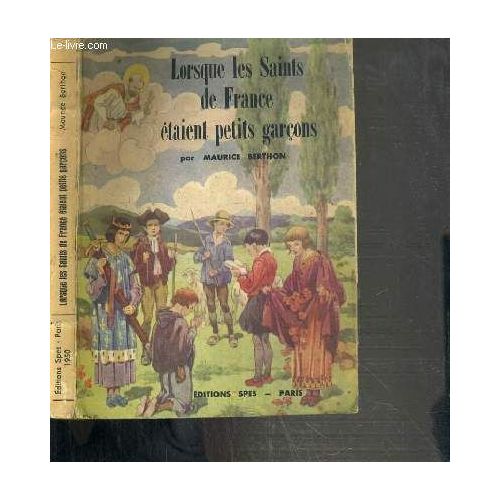 © Le-livre.com
Lorsque les Saints
de France
étaient petits garçons
par MAURICE BERTHON
EDITIONS SPES — PARIS
Maurice Berthon
Lorsque les Saints de France étaient petits garçons
Editions Spes - Paris
1950